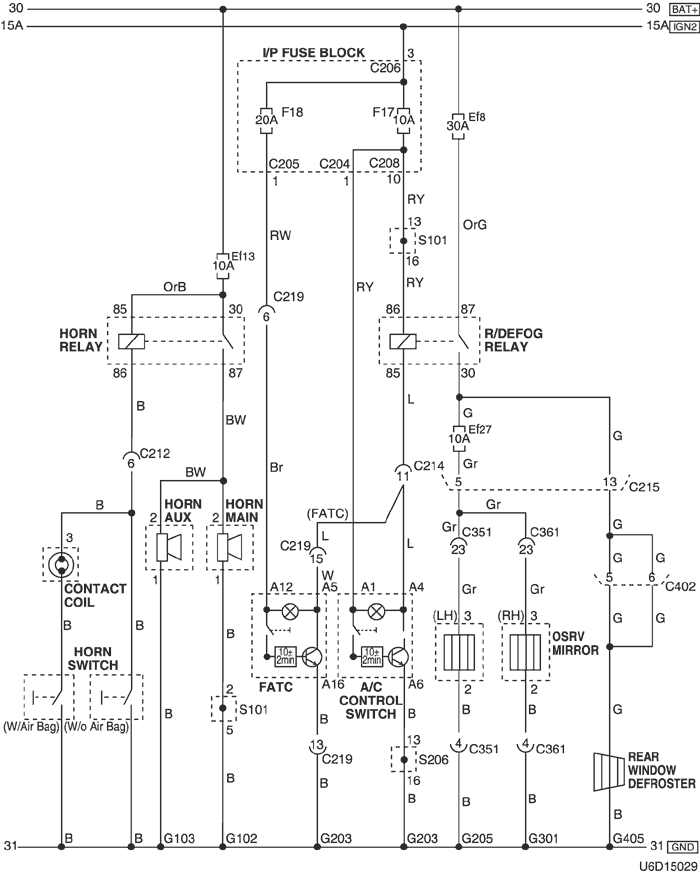 30 30 BAT+
15A 15A IGN2
I/P FUSE BLOCK
3
C206
F18 F17 Ef8
20A 10A 30A
C205 C204 C208
1 1 10
RY
13
OrG
RW S101
16
Ef13
10A
OrB RY RY
C219
85 30 6 86 87
HORN
RELAY
R/DEFOG
RELAY
86 87 85 30
B L G
BW Ef27
10A
G
C212
6
Br C214
11
Gr
BW 5 13 C215
B (FATC) Gr
2 HORN
AUX
2 HORN
MAIN
L Gr C351 C361 G
3 C219
15
L 23 23 G G
1 1 W 5 6 C402
CONTACT
COIL
A12 A5 A1 A4 Gr Gr
B B B (LH) 3 (RH) 3 G G
HORN
SWITCH
10±
2min
10±
2min
OSRV
MIRROR
FATC A16 A/C
CONTROL
SWITCH
A6 2 2
2
S101
5
(W/Air Bag) (W/o Air Bag) B B B B B G
13
C219
13
S206
16
4 C351 4 C361
REAR
WINDOW
DEFROSTER
B B B B B B
31 B B G103 G102 G203 G203 G205 G301 G405 31 GND
U6D15029